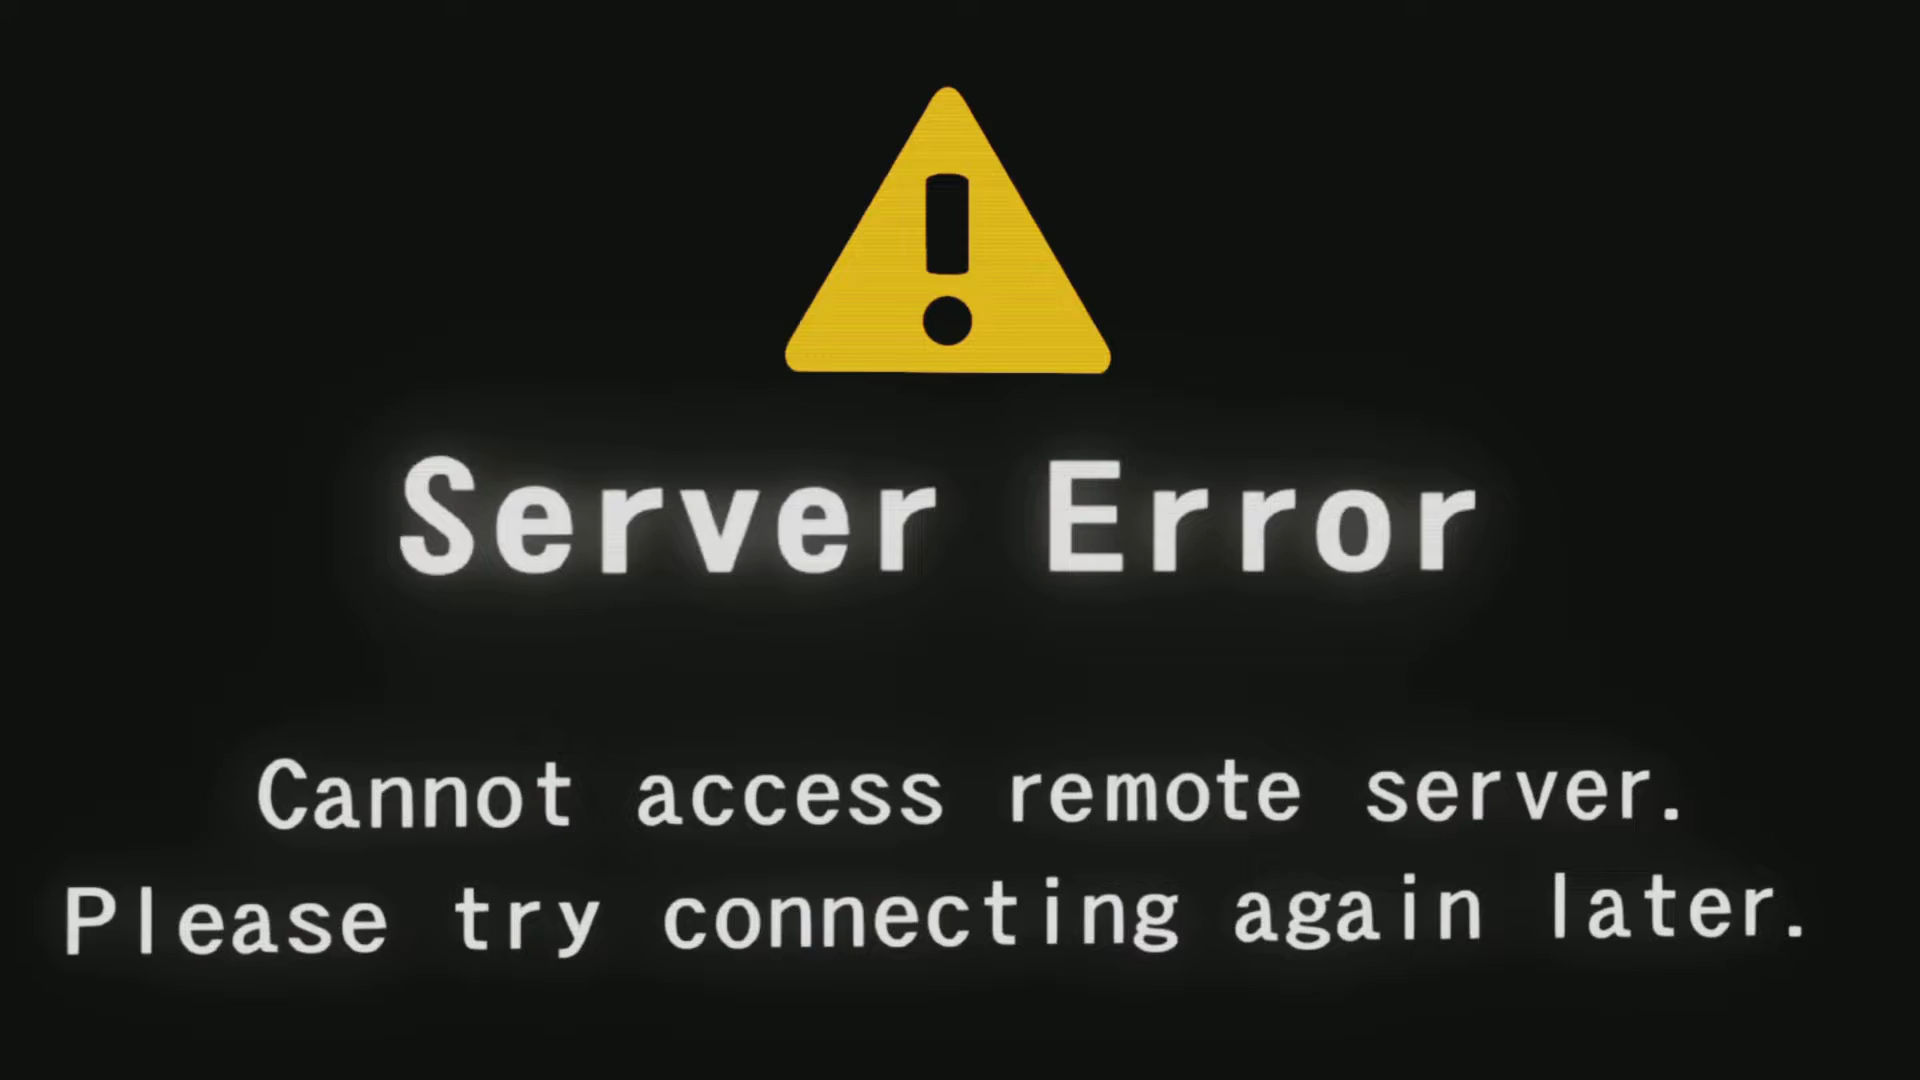 Server Error
Cannot access remote server.
Please try connecting again later.